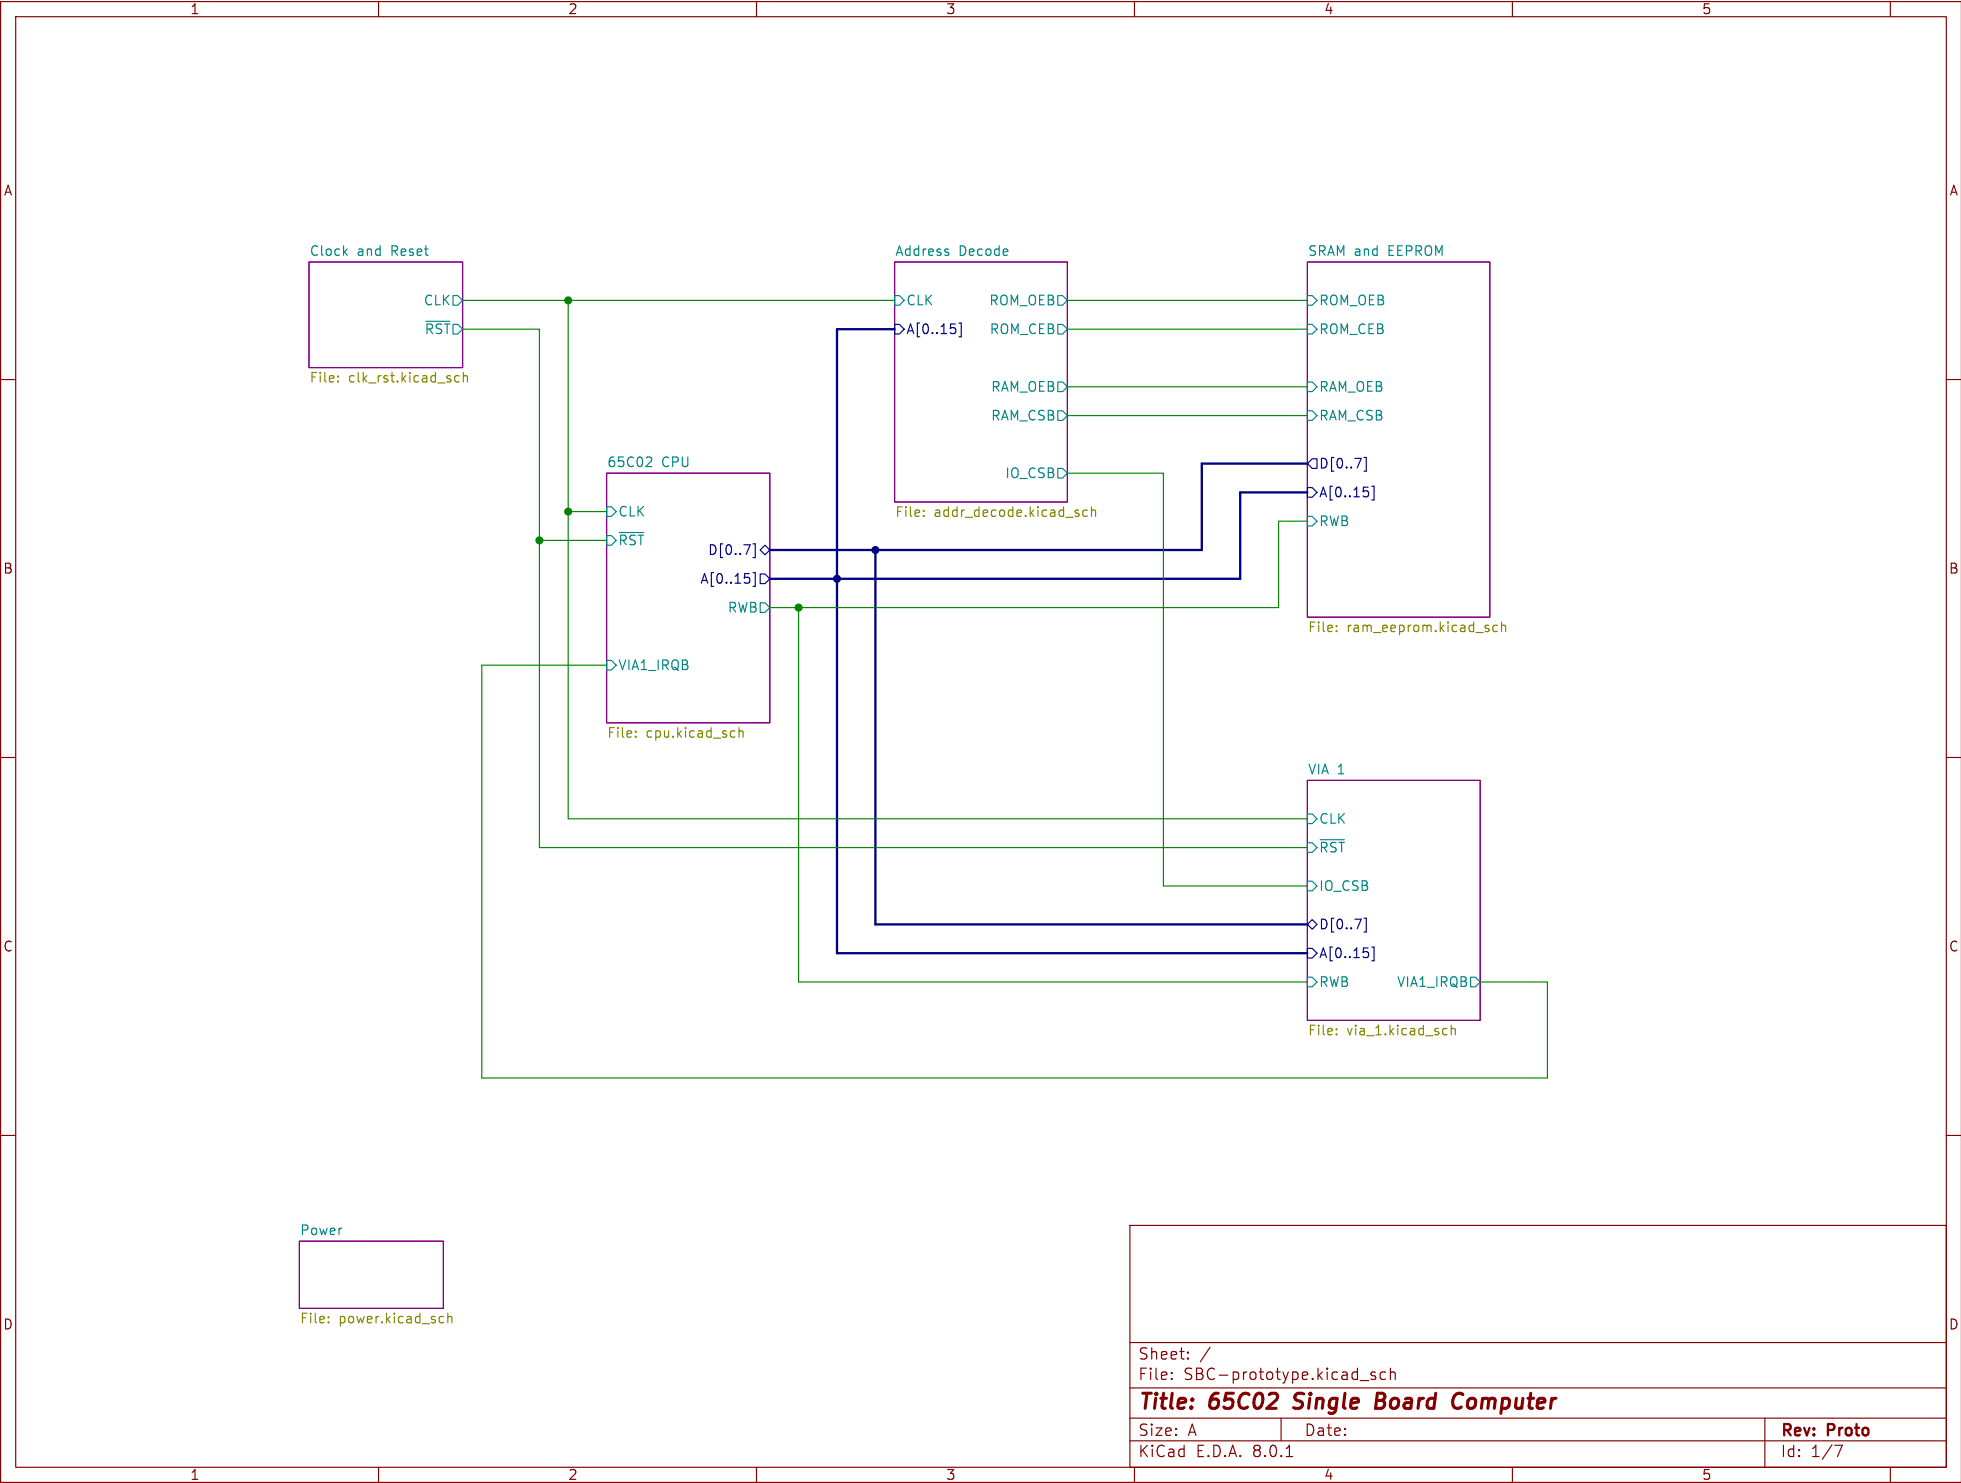 1 2 3 4 5
A A
Clock and Reset
CLK
RST
File: clk_rst.kicad_sch
Address Decode
CLK
A[0..15]
ROM_OEB
ROM_CEB
RAM_OEB
RAM_CSB
IO_CSB
File: addr_decode.kicad_sch
SRAM and EEPROM
ROM_OEB
ROM_CEB
RAM_OEB
RAM_CSB
D[0..7]
A[0..15]
RWB
File: ram_eeprom.kicad_sch
65C02 CPU
CLK
RST
D[0..7]
A[0..15]
RWB
VIA1_IRQB
File: cpu.kicad_sch
B B
VIA 1
CLK
RST
IO_CSB
D[0..7]
A[0..15]
RWB VIA1_IRQB
File: via_1.kicad_sch
C C
Power
File: power.kicad_sch
D D
Sheet: /
File: SBC-prototype.kicad_sch
Title: 65C02 Single Board Computer
Size: A Date: Rev: Proto
KiCad E.D.A. 8.0.1 Id: 1/7
1 2 3 4 5